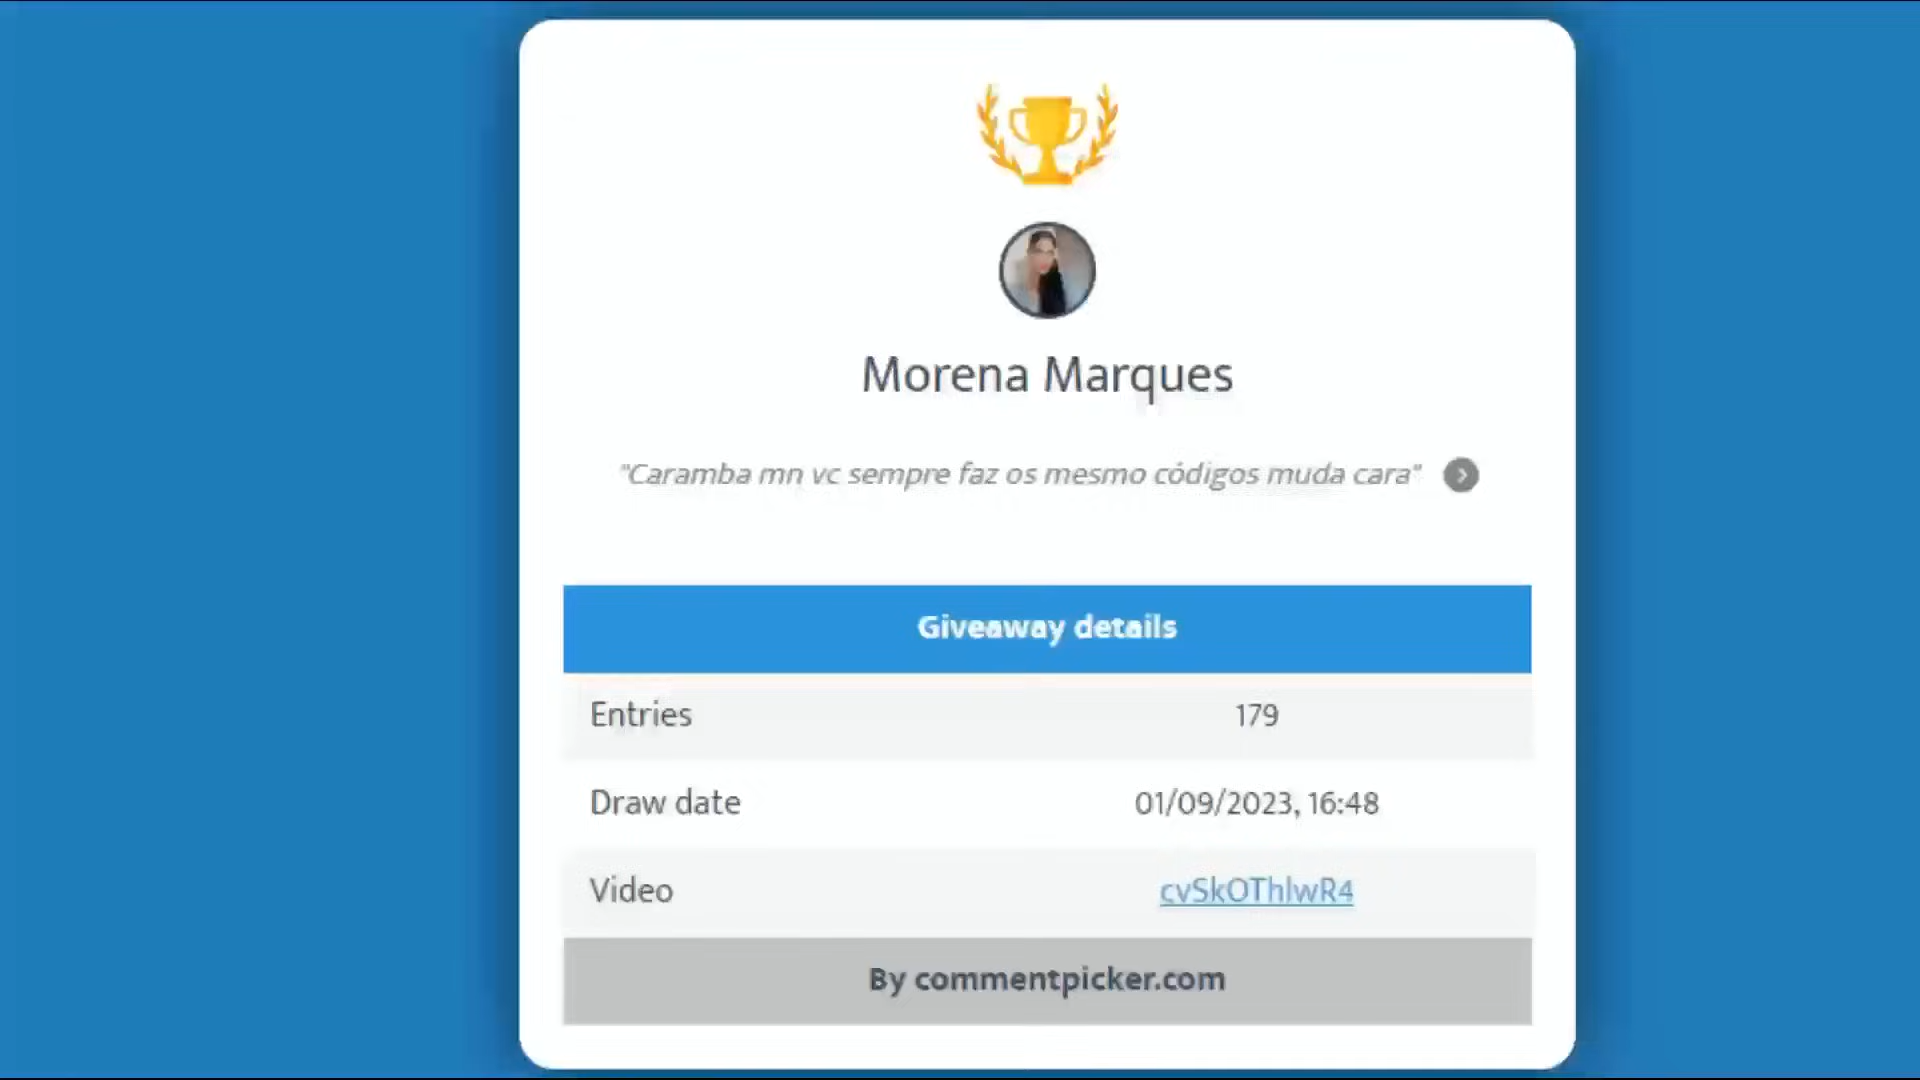 Morena Marques
"Caramba mn vc sempre faz os mesmo códigos muda cara"
Giveaway details
Entries 179
Draw date 01/09/2023, 16:48
Video cvSkOThlwR4
By commentpicker.com